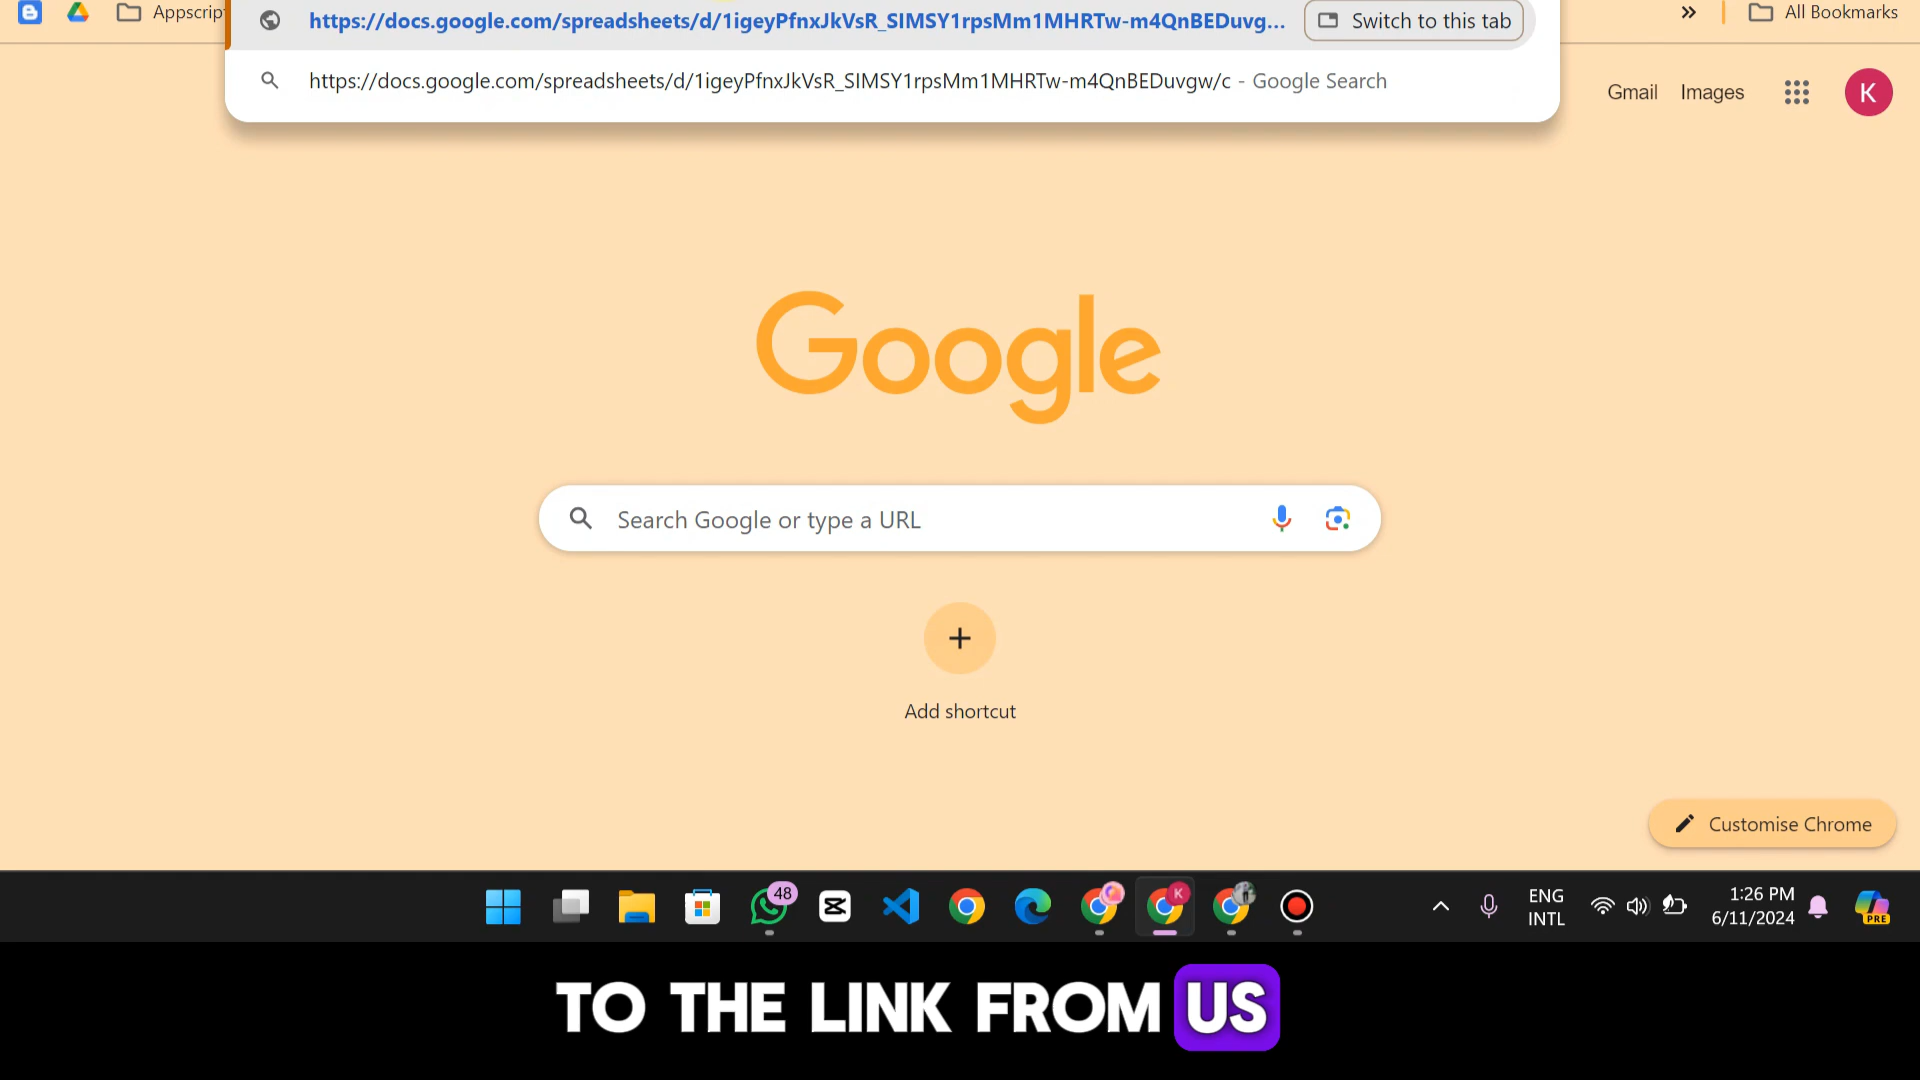 https://docs.google.com/spreadsheets/d/1igeyPfnxJkVsR_SIMSY1rpsMm1MHRTw-m4QnBEDuvg... Switch to this tab
All Bookmarks
Appscript
https://docs.google.com/spreadsheets/d/1igeyPfnxJkVsR_SIMSY1rpsMm1MHRTw-m4QnBEDuvgw/c - Google Search
Gmail Images K
Google
Search Google or type a URL
Add shortcut
Customise Chrome
48
K
ENG
INTL
1:26 PM
6/11/2024
PRE
TO THE LINK FROM US